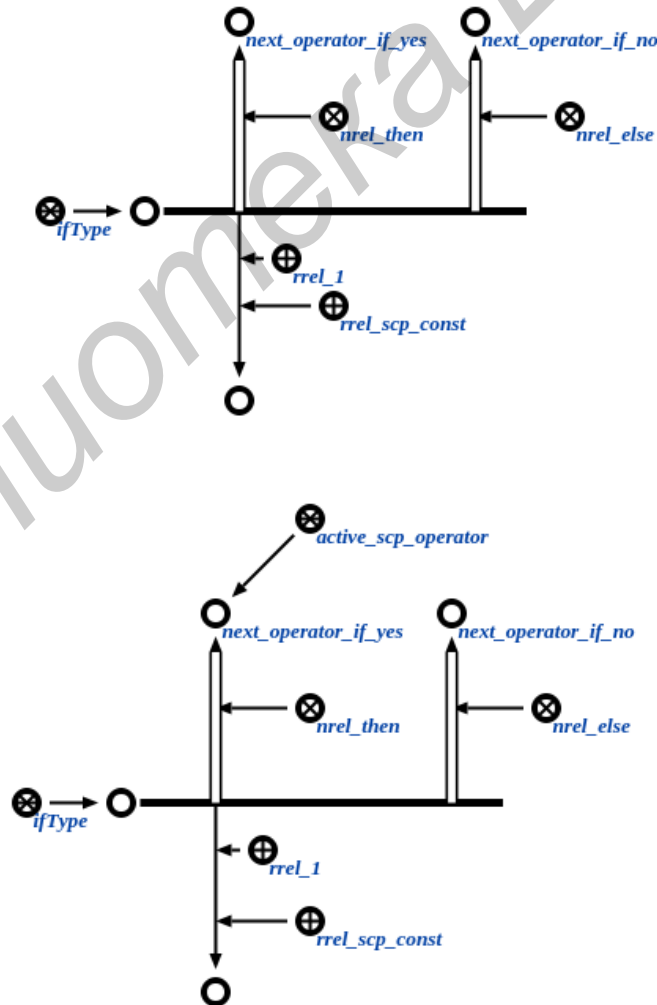 next_operator_if_yes next_operator_if_no
nrel_then nrel_else
ifType
rrel_1
rrel_scp_const
active_scp_operator
next_operator_if_yes next_operator_if_no
nrel_then nrel_else
ifType
rrel_1
rrel_scp_const